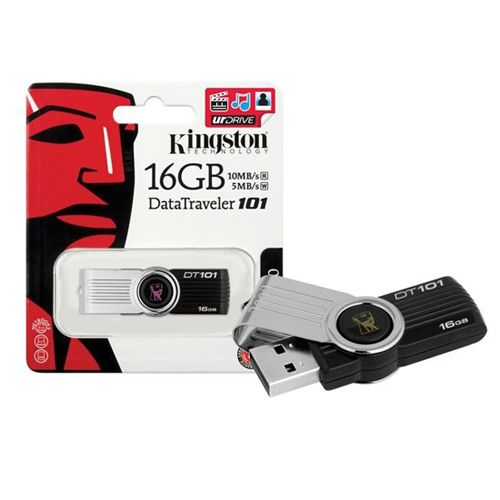 urDRIVE
Kingston
TECHNOLOGY
16GB 10MB/s R
5MB/s W
DataTraveler 101
DT101
16GB
DT101
16GB